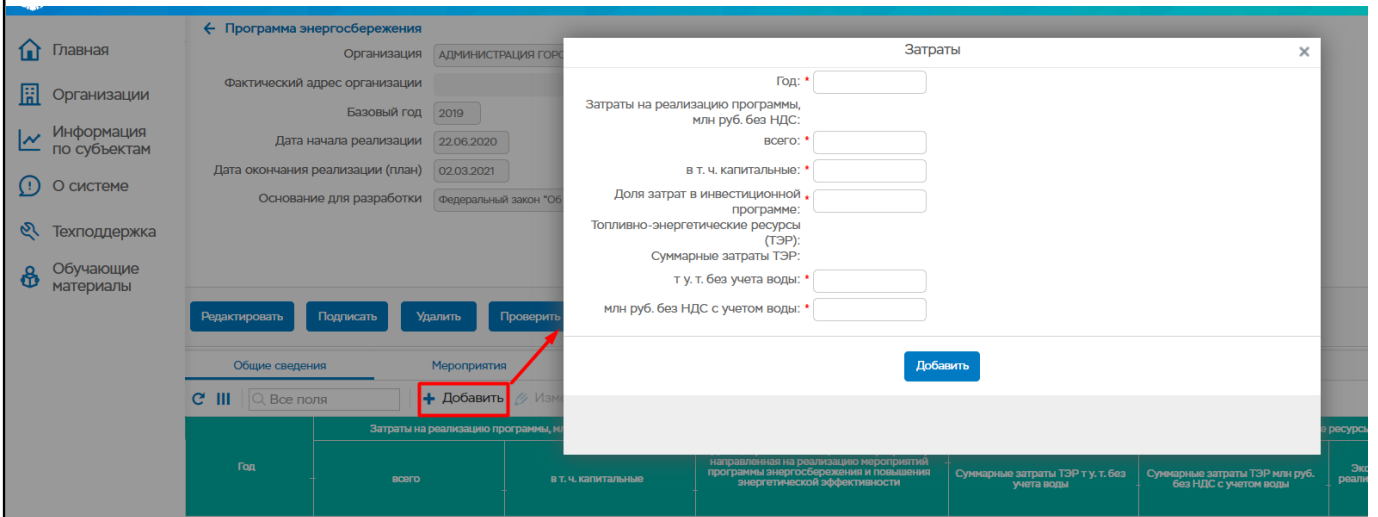 Программа энергосбережения
Главная
Организации
Информация
по субъектам
О системе
Техподдержка
Обучающие
материалы
Организация АДМИНИСТРАЦИЯ ГОРО
Фактический адрес организации
Базовый год 2019
Дата начала реализации 22.06.2020
Дата окончания реализации (план) 02.03.2021
Основание для разработки Федеральный закон "Об
Редактировать Подписать Удалить Проверить
Общие сведения Мероприятия
Все поля + Добавить Изме
Затраты
Год: *
Затраты на реализацию программы,
млн руб. без НДС:
всего: *
в т. ч. капитальные: *
Доля затрат в инвестиционной *
программе:
Топливно-энергетические ресурсы
(ТЭР):
Суммарные затраты ТЭР:
т у. т. без учета воды: *
млн руб. без НДС с учетом воды: *
Добавить
Затраты на реализацию программы, мл
е ресурсы
Год
всего
в т. ч. капитальные
направленная на реализацию мероприятий
программы энергосбережения и повышения
энергетической эффективности
Суммарные затраты ТЭР т у. т. без
учета воды
Суммарные затраты ТЭР млн руб.
без НДС с учетом воды
Эко
реали